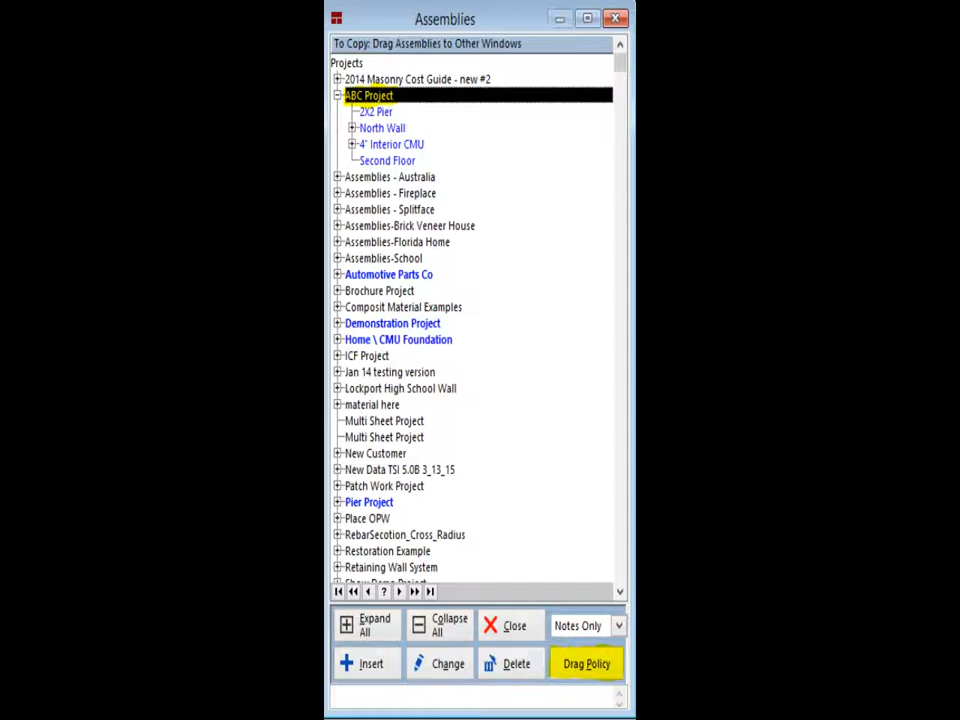 Assemblies
To Copy: Drag Assemblies to Other Windows
Projects
2014 Masonry Cost Guide - new #2
ABC Project
2X2 Pier
North Wall
4" Interior CMU
Second Floor
Assemblies - Australia
Assemblies - Fireplace
Assemblies - Splitface
Assemblies-Brick Veneer House
Assemblies-Florida Home
Assemblies-School
Automotive Parts Co
Brochure Project
Composit Material Examples
Demonstration Project
Home \ CMU Foundation
ICF Project
Jan 14 testing version
Lockport High School Wall
material here
Multi Sheet Project
Multi Sheet Project
New Customer
New Data TSI 5.0B 3_13_15
Patch Work Project
Pier Project
Place OPW
RebarSecotion_Cross_Radius
Restoration Example
Retaining Wall System
?
Expand All
Collapse All
Close
Notes Only
Insert
Change
Delete
Drag Policy